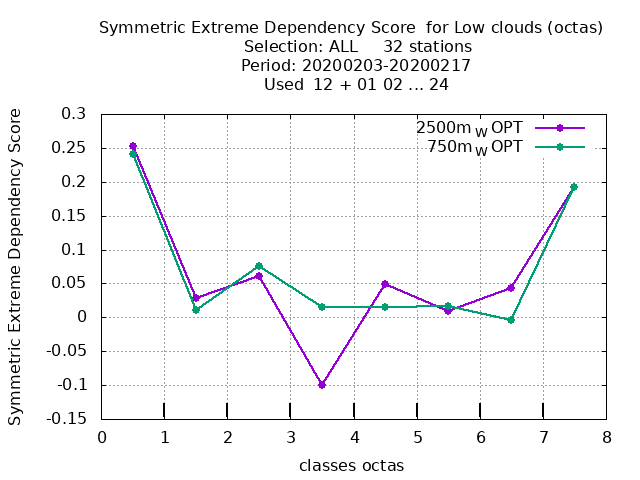 Symmetric Extreme Dependency Score  for Low clouds (octas)
Selection: ALL     32 stations
Period: 20200203-20200217
Used  12 + 01 02 ... 24
Symmetric Extreme Dependency Score
0.3
0.25
0.2
0.15
0.1
0.05
0
-0.05
-0.1
-0.15
2500m W OPT
750m W OPT
0 1 2 3 4 5 6 7 8
classes octas